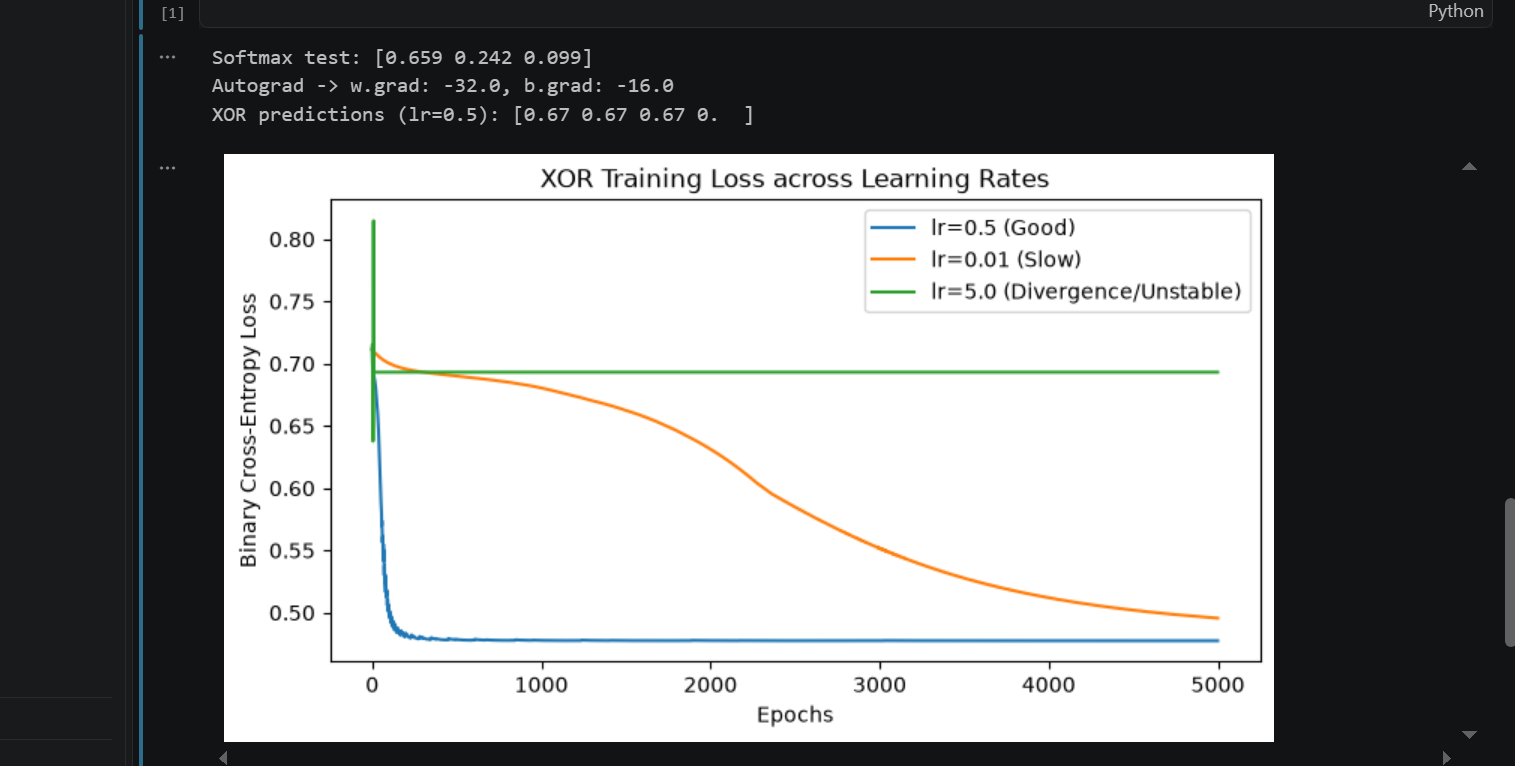 [1]
Python
Softmax test: [0.659 0.242 0.099]
Autograd -> w.grad: -32.0, b.grad: -16.0
XOR predictions (lr=0.5): [0.67 0.67 0.67 0.  ]
XOR Training Loss across Learning Rates
lr=0.5 (Good)
lr=0.01 (Slow)
lr=5.0 (Divergence/Unstable)
Binary Cross-Entropy Loss
0.80
0.75
0.70
0.65
0.60
0.55
0.50
0 1000 2000 3000 4000 5000
Epochs